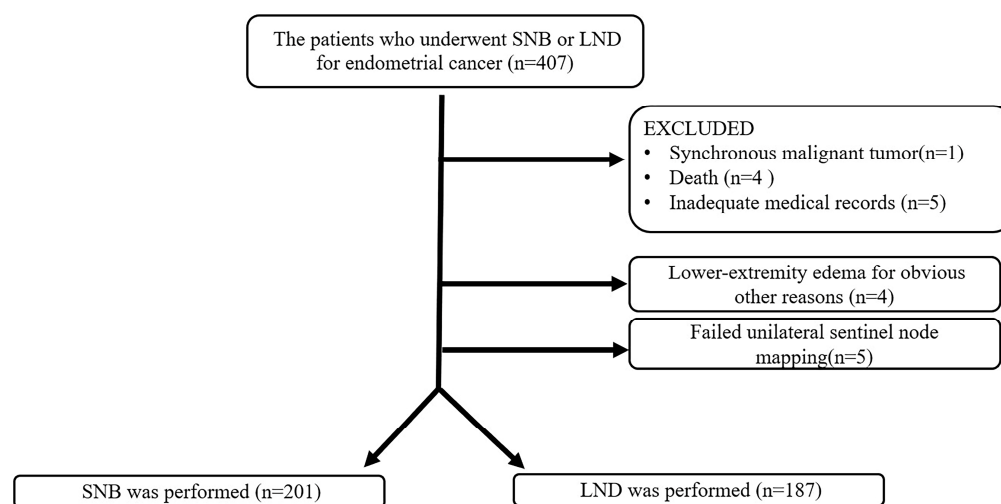 The patients who underwent SNB or LND
for endometrial cancer (n=407)
EXCLUDED
• Synchronous malignant tumor(n=1)
• Death (n=4 )
• Inadequate medical records (n=5)
Lower-extremity edema for obvious
other reasons (n=4)
Failed unilateral sentinel node
mapping(n=5)
SNB was performed (n=201)
LND was performed (n=187)